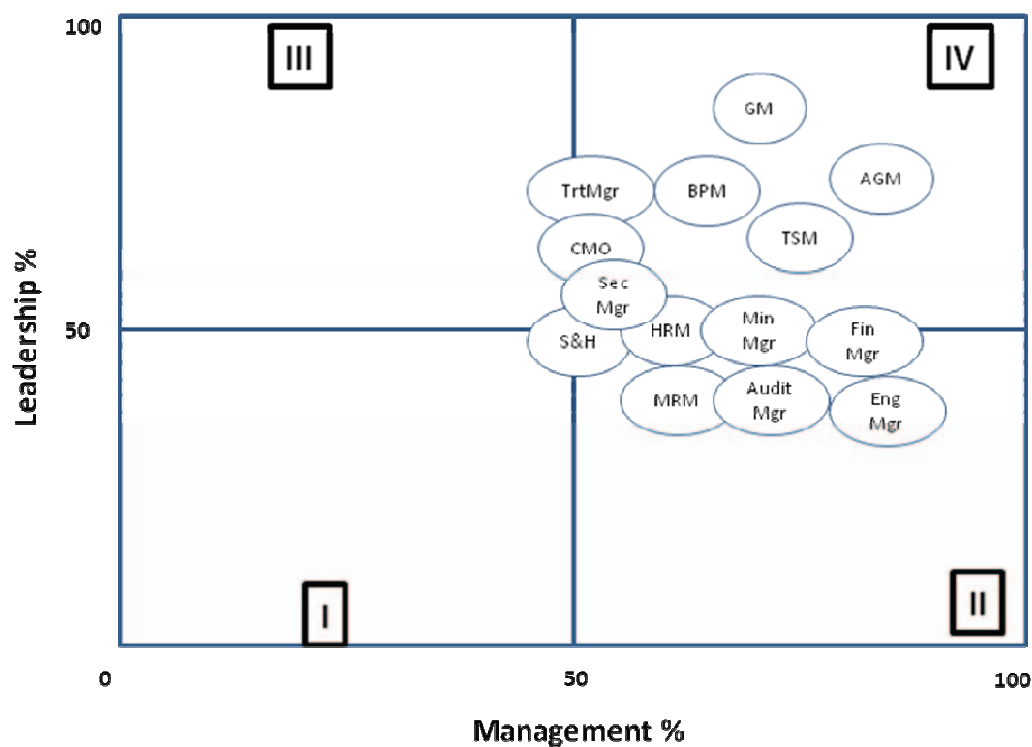 100
III
IV
GM
TrtMgr
BPM
AGM
CMO
TSM
Sec
Mgr
50
S&H
HRM
Min
Mgr
Fin
Mgr
MRM
Audit
Mgr
Eng
Mgr
Leadership %
I
II
0
50
100
Management %